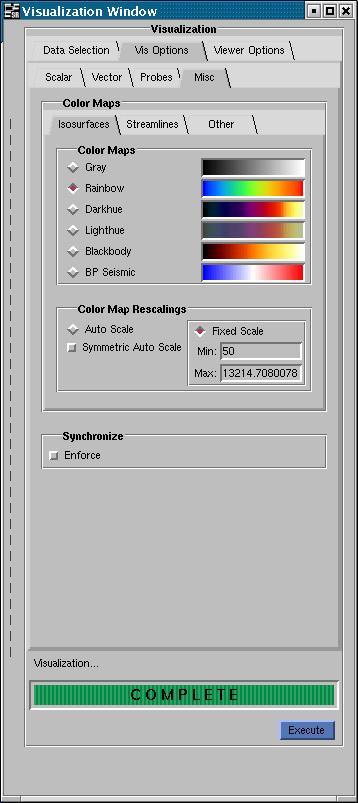 Visualization Window
Visualization
Data Selection Vis Options Viewer Options
Scalar Vector Probes Misc
Color Maps
Isosurfaces Streamlines Other
Color Maps
Gray
Rainbow
Darkhue
Lighthue
Blackbody
BP Seismic
Color Map Rescalings
Auto Scale
Symmetric Auto Scale
Fixed Scale
Min: 50
Max: 13214.7080078
Synchronize
Enforce
Visualization...
COMPLETE
Execute